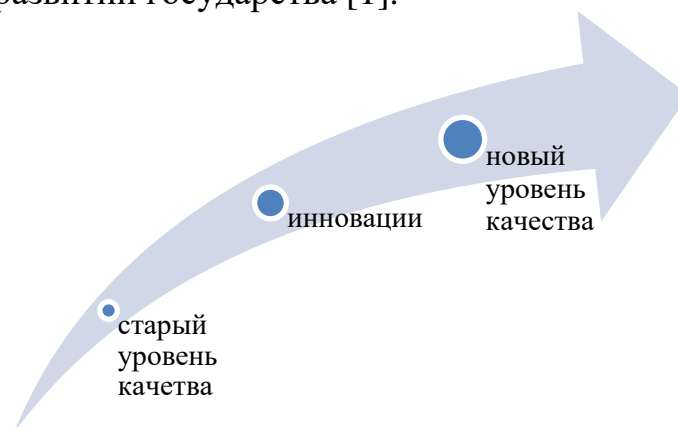 развитии государства [1].
новый
уровень
качества
инновации
старый
уровень
качетва